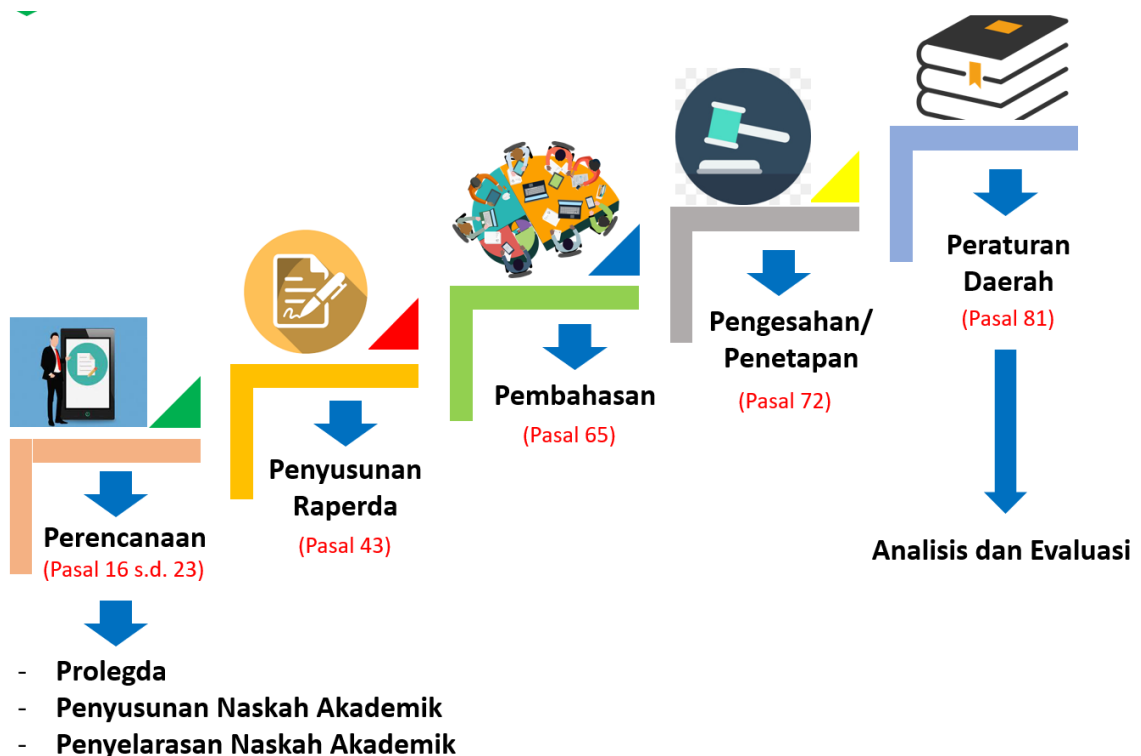 Perencanaan
(Pasal 16 s.d. 23)
- Prolegda
- Penyusunan Naskah Akademik
- Penyelarasan Naskah Akademik
Penyusunan
Raperda
(Pasal 43)
Pembahasan
(Pasal 65)
Pengesahan/
Penetapan
(Pasal 72)
Peraturan
Daerah
(Pasal 81)
Analisis dan Evaluasi